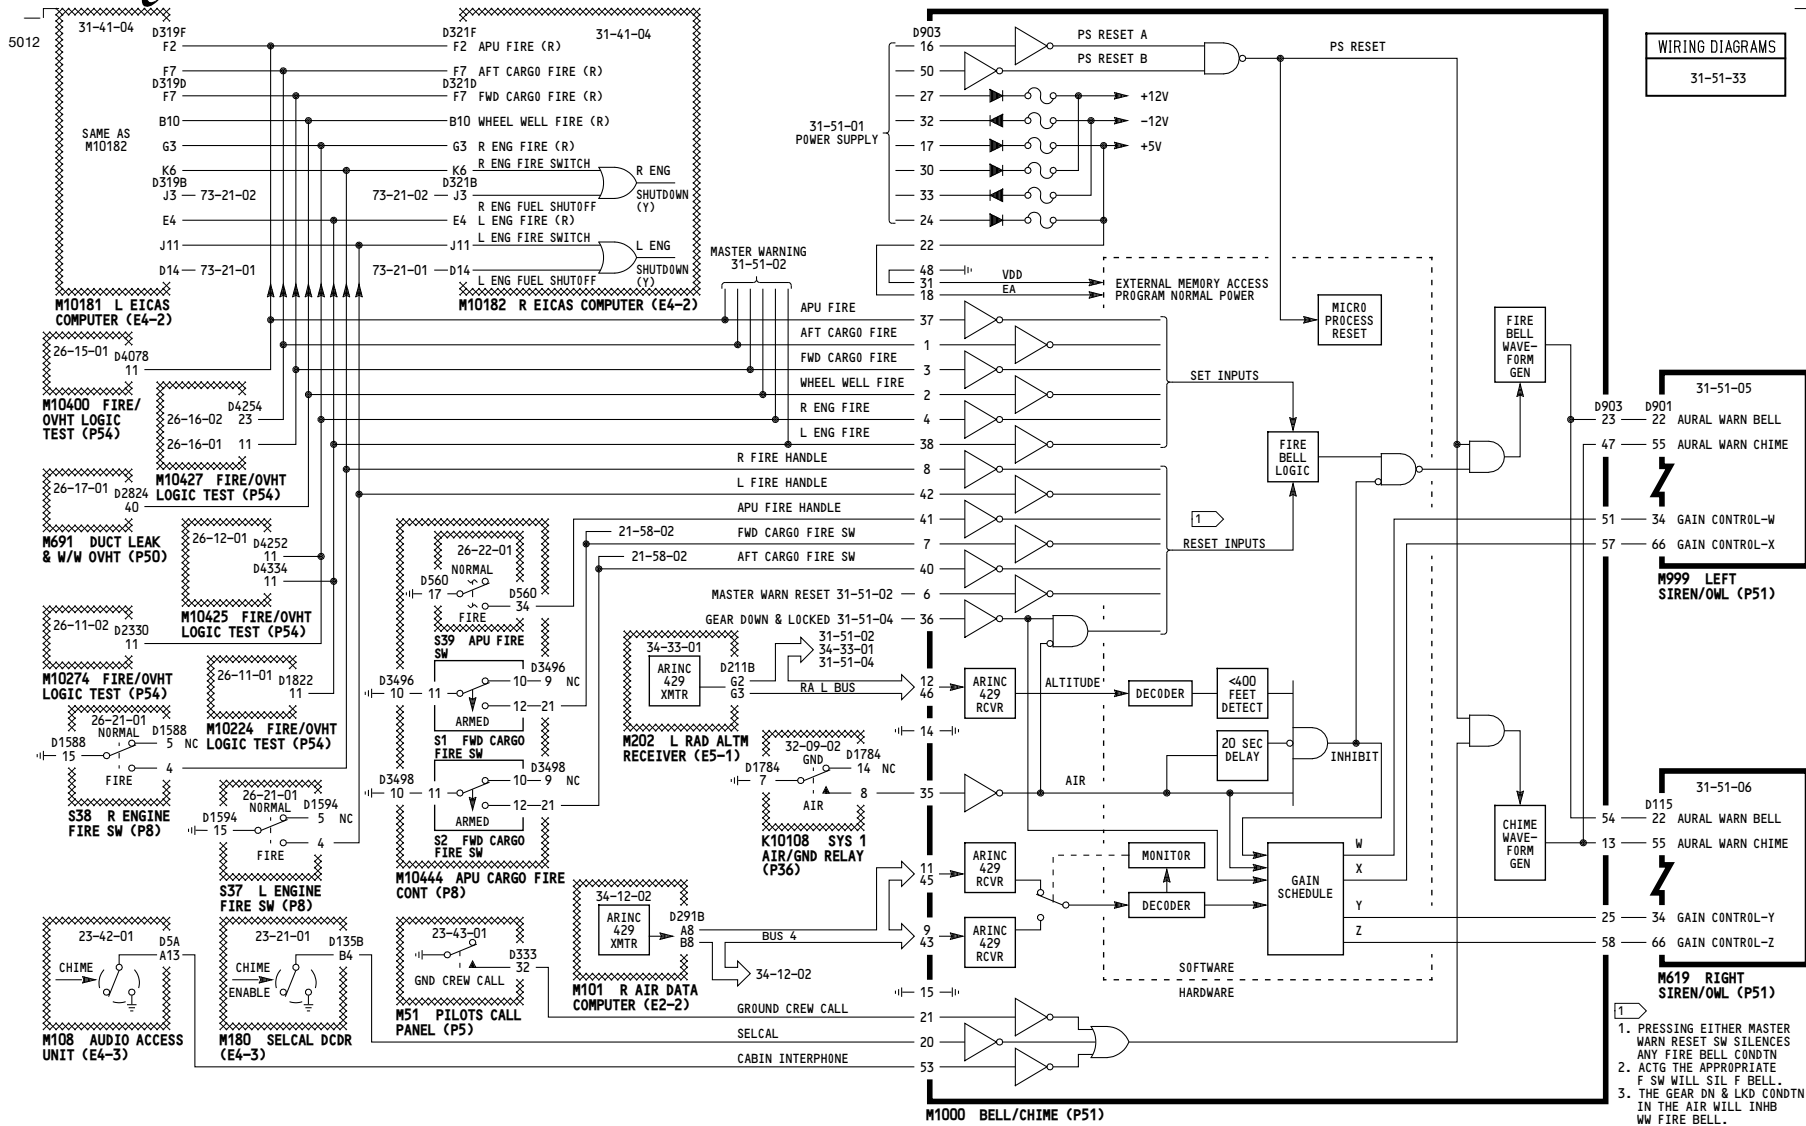 5012
31-41-04
D319F
F2
F7
D319D
F7
B10
G3
K6
D319B
J3 73-21-02
E4
J11
D14 73-21-01
SAME AS
M10182
M10181 L EICAS
COMPUTER (E4-2)
31-41-04
D321F
F2 APU FIRE (R)
F7 AFT CARGO FIRE (R)
D321D
F7 FWD CARGO FIRE (R)
B10 WHEEL WELL FIRE (R)
G3 R ENG FIRE (R)
K6 R ENG FIRE SWITCH
D321B
73-21-02 J3
R ENG FUEL SHUTOFF
R ENG
SHUTDOWN
(Y)
E4 L ENG FIRE (R)
J11 L ENG FIRE SWITCH
73-21-01 D14
L ENG FUEL SHUTOFF
L ENG
SHUTDOWN
(Y)
M10182 R EICAS COMPUTER (E4-2)
MASTER WARNING
31-51-02
26-15-01
D4078
11
M10400 FIRE/
OVHT LOGIC
TEST (P54)
D4254
26-16-02 23
26-16-01 11
M10427 FIRE/OVHT
LOGIC TEST (P54)
26-17-01
D2824
40
M691 DUCT LEAK
& W/W OVHT (P50)
26-12-01
D4252
11
D4334
11
M10425 FIRE/OVHT
LOGIC TEST (P54)
26-11-02
D2330
11
M10274 FIRE/OVHT
LOGIC TEST (P54)
26-11-01
D1822
11
M10224 FIRE/OVHT
LOGIC TEST (P54)
26-21-01
NORMAL
D1588
15
D1588
5 NC
4
FIRE
S38 R ENGINE
FIRE SW (P8)
26-21-01
NORMAL
D1594
15
D1594
5 NC
4
FIRE
S37 L ENGINE
FIRE SW (P8)
23-42-01
D5A
A13
CHIME
M108 AUDIO ACCESS
UNIT (E4-3)
23-21-01
D135B
B4
CHIME
ENABLE
M180 SELCAL DCDR
(E4-3)
26-22-01
NORMAL
D560
17
D560
34
FIRE
S39 APU FIRE
SW
D3496
10 11
10 D3496
9 NC
12 21
ARMED
S1 FWD CARGO
FIRE SW
D3498
10 11
10 D3498
9 NC
12 21
ARMED
S2 FWD CARGO
FIRE SW
M10444 APU CARGO FIRE
CONT (P8)
23-43-01
D333
32
GND CREW CALL
M51 PILOTS CALL
PANEL (P5)
34-12-02
ARINC
429
XMTR
D291B
A8
B8
M101 R AIR DATA
COMPUTER (E2-2)
BUS 4
34-12-02
34-33-01
ARINC
429
XMTR
D211B
G2
G3
M202 L RAD ALTM
RECEIVER (E5-1)
31-51-02
34-33-01
31-51-04
RA L BUS
32-09-02
GND
D1784
7
D1784
14 NC
8
AIR
K10108 SYS 1
AIR/GND RELAY
(P36)
21-58-02
21-58-02
APU FIRE
AFT CARGO FIRE
FWD CARGO FIRE
WHEEL WELL FIRE
R ENG FIRE
L ENG FIRE
R FIRE HANDLE
L FIRE HANDLE
APU FIRE HANDLE
FWD CARGO FIRE SW
AFT CARGO FIRE SW
MASTER WARN RESET 31-51-02
GEAR DOWN & LOCKED 31-51-04
GROUND CREW CALL
SELCAL
CABIN INTERPHONE
31-51-01
POWER SUPPLY
D903
16
50
27
32
17
30
33
24
22
48
31
18
37
1
3
2
4
38
8
42
41
7
40
6
36
12
46
14
35
11
45
9
43
15
21
20
53
PS RESET A
PS RESET B
PS RESET
+12V
-12V
+5V
VDD
EA
EXTERNAL MEMORY ACCESS
PROGRAM NORMAL POWER
MICRO
PROCESS
RESET
SET INPUTS
RESET INPUTS
1
FIRE
BELL
LOGIC
FIRE
BELL
WAVE-
FORM
GEN
ARINC
429
RCVR
ALTITUDE
DECODER
<400
FEET
DETECT
20 SEC
DELAY
INHIBIT
AIR
ARINC
429
RCVR
ARINC
429
RCVR
MONITOR
DECODER
GAIN
SCHEDULE
W
X
Y
Z
SOFTWARE
HARDWARE
CHIME
WAVE-
FORM
GEN
M1000 BELL/CHIME (P51)
WIRING DIAGRAMS
31-51-33
31-51-05
D903 D901
23 22 AURAL WARN BELL
47 55 AURAL WARN CHIME
51 34 GAIN CONTROL-W
57 66 GAIN CONTROL-X
M999 LEFT
SIREN/OWL (P51)
31-51-06
D115
54 22 AURAL WARN BELL
13 55 AURAL WARN CHIME
25 34 GAIN CONTROL-Y
58 66 GAIN CONTROL-Z
M619 RIGHT
SIREN/OWL (P51)
1
1. PRESSING EITHER MASTER
WARN RESET SW SILENCES
ANY FIRE BELL CONDTN
2. ACTG THE APPROPRIATE
F SW WILL SIL F BELL.
3. THE GEAR DN & LKD CONDTN
IN THE AIR WILL INHB
WW FIRE BELL.